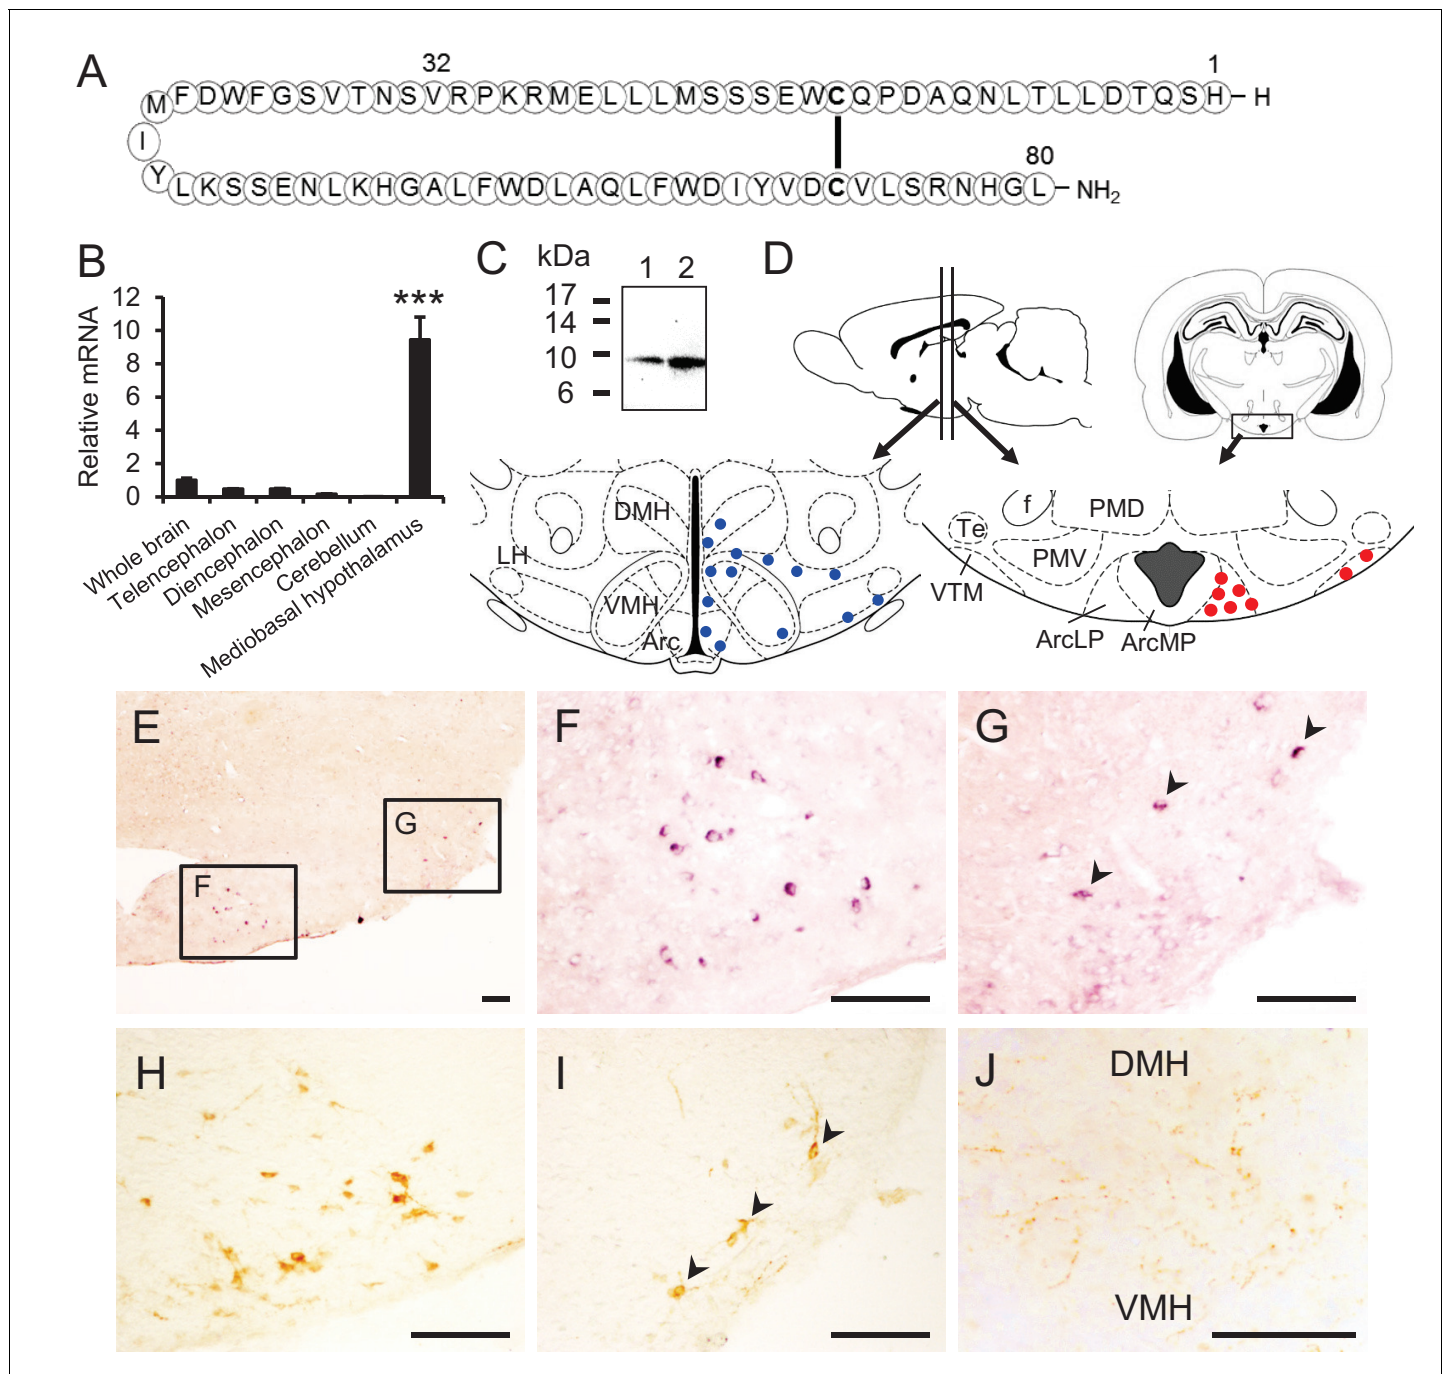 A
32
1
MFDWFGSVTNSVRPKRMELLLMSSSEWCQPDAQNLTLLDTQSH–H
I
80
YLKSSENLKHGALFWDLAQLFWDIYVDCVLSRNHGL–NH₂
B
Relative mRNA
12
10
8
6
4
2
0
***
Whole brain
Telencephalon
Diencephalon
Mesencephalon
Cerebellum
Mediobasal hypothalamus
C
kDa
1 2
17
14
10
6
D
DMH
LH
VMH
Arc
f
PMD
Te
PMV
VTM
ArcLP
ArcMP
E
G
F
F
G
H
I
J
DMH
VMH